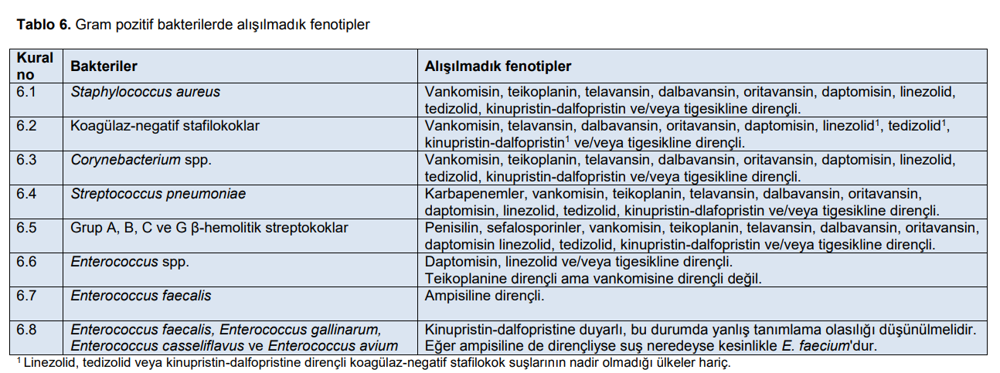 Tablo 6. Gram pozitif bakterilerde alışılmadık fenotipler
Kural
no
Bakteriler
Alışılmadık fenotipler
6.1
Staphylococcus aureus
Vankomisin, teikoplanin, telavansin, dalbavansin, oritavansin, daptomisin, linezolid,
tedizolid, kinupristin-dalfopristin ve/veya tigesikline dirençli.
6.2
Koagülaz-negatif stafilokoklar
Vankomisin, telavansin, dalbavansin, oritavansin, daptomisin, linezolid¹, tedizolid¹,
kinupristin-dalfopristin¹ ve/veya tigesikline dirençli.
6.3
Corynebacterium spp.
Vankomisin, teikoplanin, telavansin, dalbavansin, oritavansin, daptomisin, linezolid,
tedizolid, kinupristin-dalfopristin ve/veya tigesikline dirençli.
6.4
Streptococcus pneumoniae
Karbapenemler, vankomisin, teikoplanin, telavansin, dalbavansin, oritavansin,
daptomisin, linezolid, tedizolid, kinupristin-dlafopristin ve/veya tigesikline dirençli.
6.5
Grup A, B, C ve G β-hemolitik streptokoklar
Penisilin, sefalosporinler, vankomisin, teikoplanin, telavansin, dalbavansin, oritavansin,
daptomisin linezolid, tedizolid, kinupristin-dalfopristin ve/veya tigesikline dirençli.
6.6
Enterococcus spp.
Daptomisin, linezolid ve/veya tigesikline dirençli.
Teikoplanine dirençli ama vankomisine dirençli değil.
6.7
Enterococcus faecalis
Ampisiline dirençli.
6.8
Enterococcus faecalis, Enterococcus gallinarum,
Enterococcus casseliflavus ve Enterococcus avium
Kinupristin-dalfopristine duyarlı, bu durumda yanlış tanımlama olasılığı düşünülmelidir.
Eğer ampisiline de dirençliyse suş neredeyse kesinlikle E. faecium'dur.
¹ Linezolid, tedizolid veya kinupristin-dalfopristine dirençli koagülaz-negatif stafilokok suşlarının nadir olmadığı ülkeler hariç.